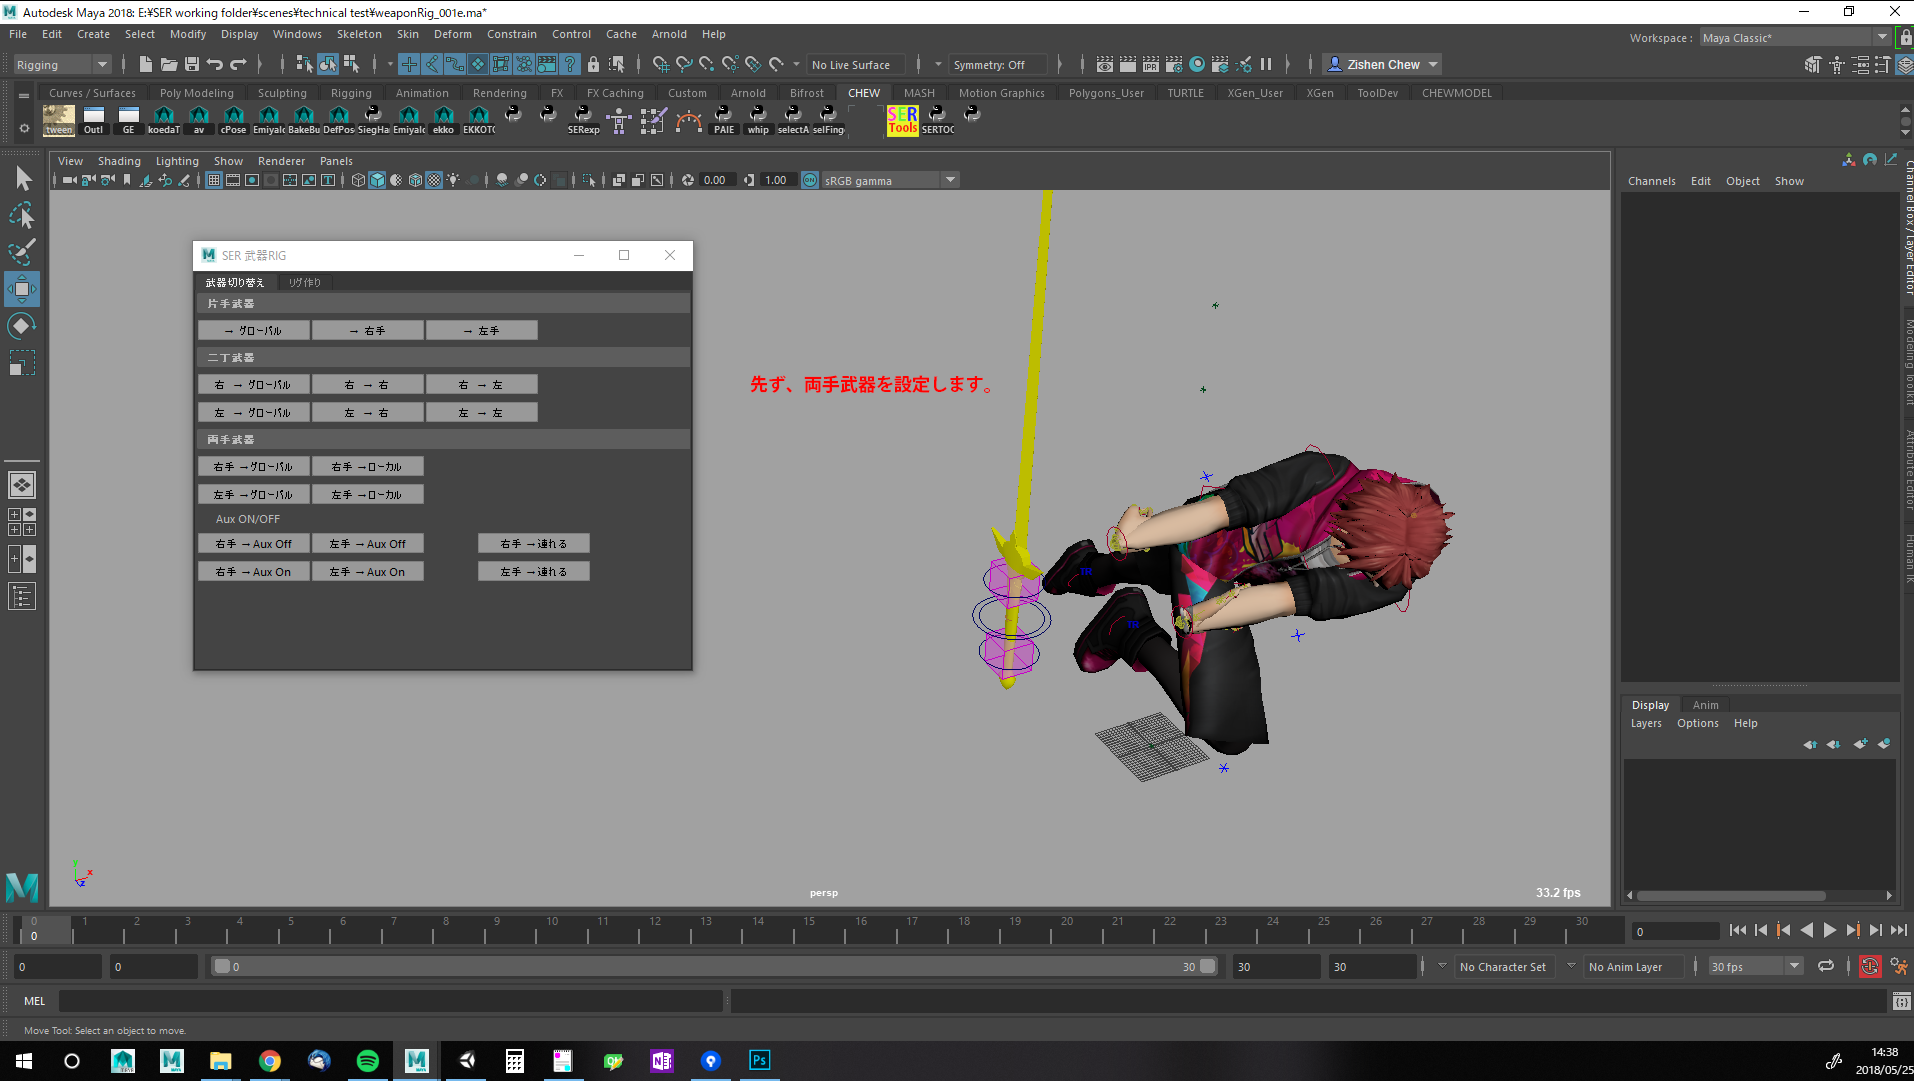 Autodesk Maya 2018: E:¥SER working folder¥scenes¥technical test¥weaponRig_001e.ma*
File Edit Create Select Modify Display Windows Skeleton Skin Deform Constrain Control Cache Arnold Help
Workspace : Maya Classic*
Rigging No Live Surface Symmetry: Off Zishen Chew
Curves / Surfaces Poly Modeling Sculpting Rigging Animation Rendering FX FX Caching Custom Arnold Bifrost CHEW MASH Motion Graphics Polygons_User TURTLE XGen_User XGen ToolDev CHEWMODEL
tween Outl GE koedaT av cPose Emiyalc BakeBu DefPos SiegHar Emiyalc ekko EKKOTC SERexp PAIE whip selectA selFing SER Tools SERTOC
View Shading Lighting Show Renderer Panels
0.00 1.00 ON sRGB gamma
Channels Edit Object Show
Channel Box / Layer Editor
Modeling Toolkit
Attribute Editor
Human IK
SER 武器RIG
武器切り替え リグ作り
片手武器
→ グローバル → 右手 → 左手
二丁武器
右 → グローバル 右 → 右 右 → 左
左 → グローバル 左 → 右 左 → 左
両手武器
右手 →グローバル 右手 →ローカル
左手 →グローバル 左手 →ローカル
Aux ON/OFF
右手 → Aux Off 左手 → Aux Off 右手 → 連れる
右手 → Aux On 左手 → Aux On 左手 → 連れる
先ず、両手武器を設定します。
TR
persp
33.2 fps
x
z
Display Anim
Layers Options Help
0 1 2 3 4 5 6 7 8 9 10 11 12 13 14 15 16 17 18 19 20 21 22 23 24 25 26 27 28 29 30
0
0
0 0 0 30 30 30 No Character Set No Anim Layer 30 fps
MEL
Move Tool: Select an object to move.
14:38
2018/05/25